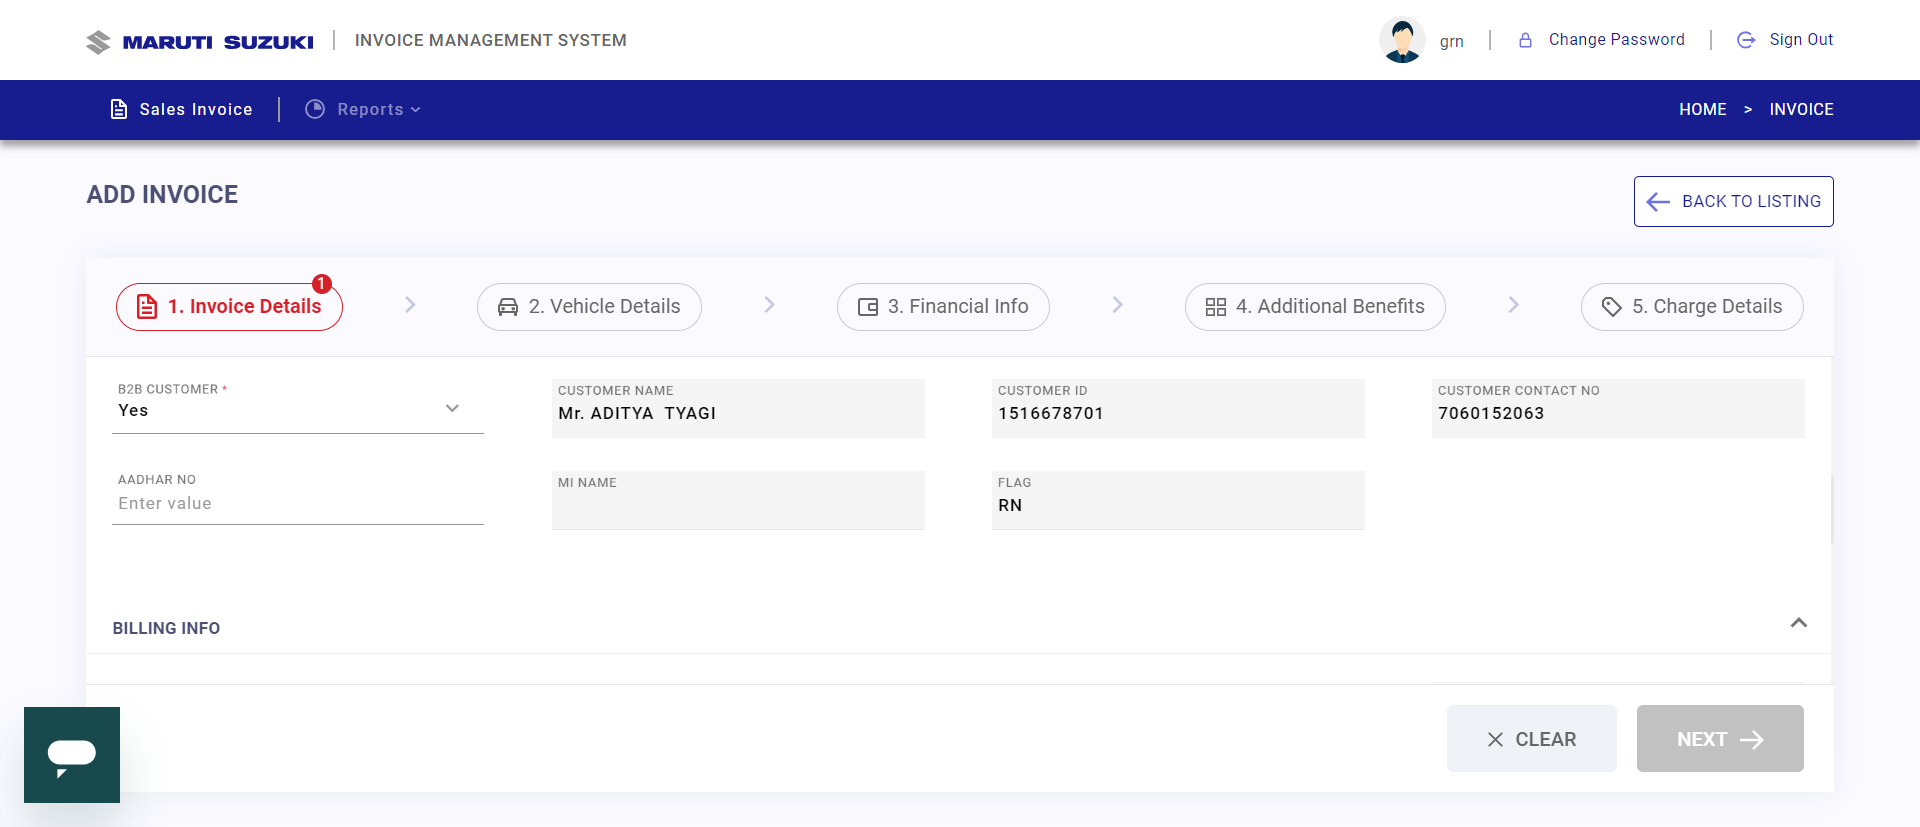 MARUTI SUZUKI
INVOICE MANAGEMENT SYSTEM
grn
Change Password
Sign Out
Sales Invoice
Reports
HOME > INVOICE
ADD INVOICE
BACK TO LISTING
1
1. Invoice Details
2. Vehicle Details
3. Financial Info
4. Additional Benefits
5. Charge Details
B2B CUSTOMER *
Yes
CUSTOMER NAME
Mr. ADITYA  TYAGI
CUSTOMER ID
1516678701
CUSTOMER CONTACT NO
7060152063
AADHAR NO
Enter value
MI NAME
FLAG
RN
BILLING INFO
CLEAR
NEXT